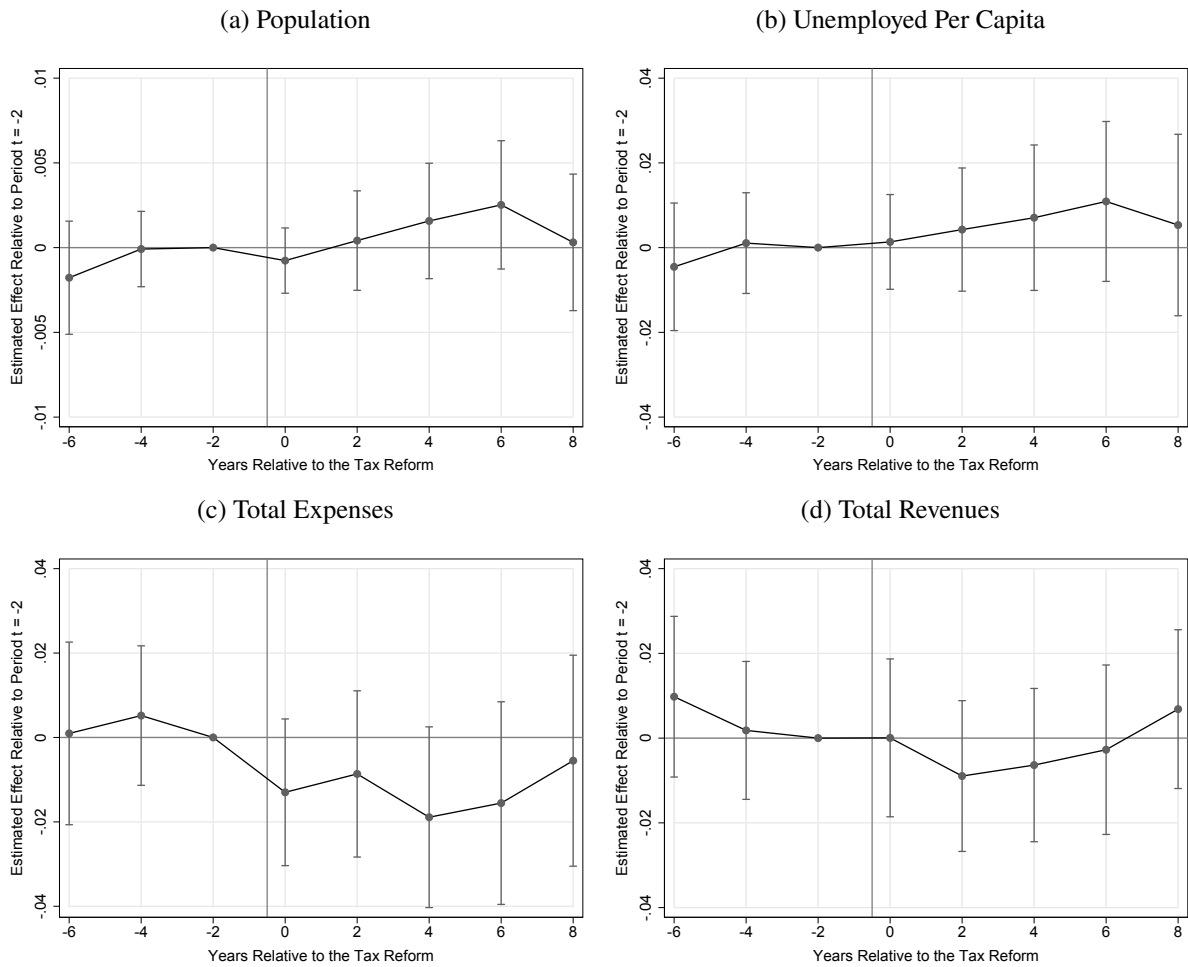 (a) Population
Estimated Effect Relative to Period t = -2
.01
.005
0
-.005
-.01
-6 -4 -2 0 2 4 6 8
Years Relative to the Tax Reform
(b) Unemployed Per Capita
Estimated Effect Relative to Period t = -2
.04
.02
0
-.02
-.04
-6 -4 -2 0 2 4 6 8
Years Relative to the Tax Reform
(c) Total Expenses
Estimated Effect Relative to Period t = -2
.04
.02
0
-.02
-.04
-6 -4 -2 0 2 4 6 8
Years Relative to the Tax Reform
(d) Total Revenues
Estimated Effect Relative to Period t = -2
.04
.02
0
-.02
-.04
-6 -4 -2 0 2 4 6 8
Years Relative to the Tax Reform